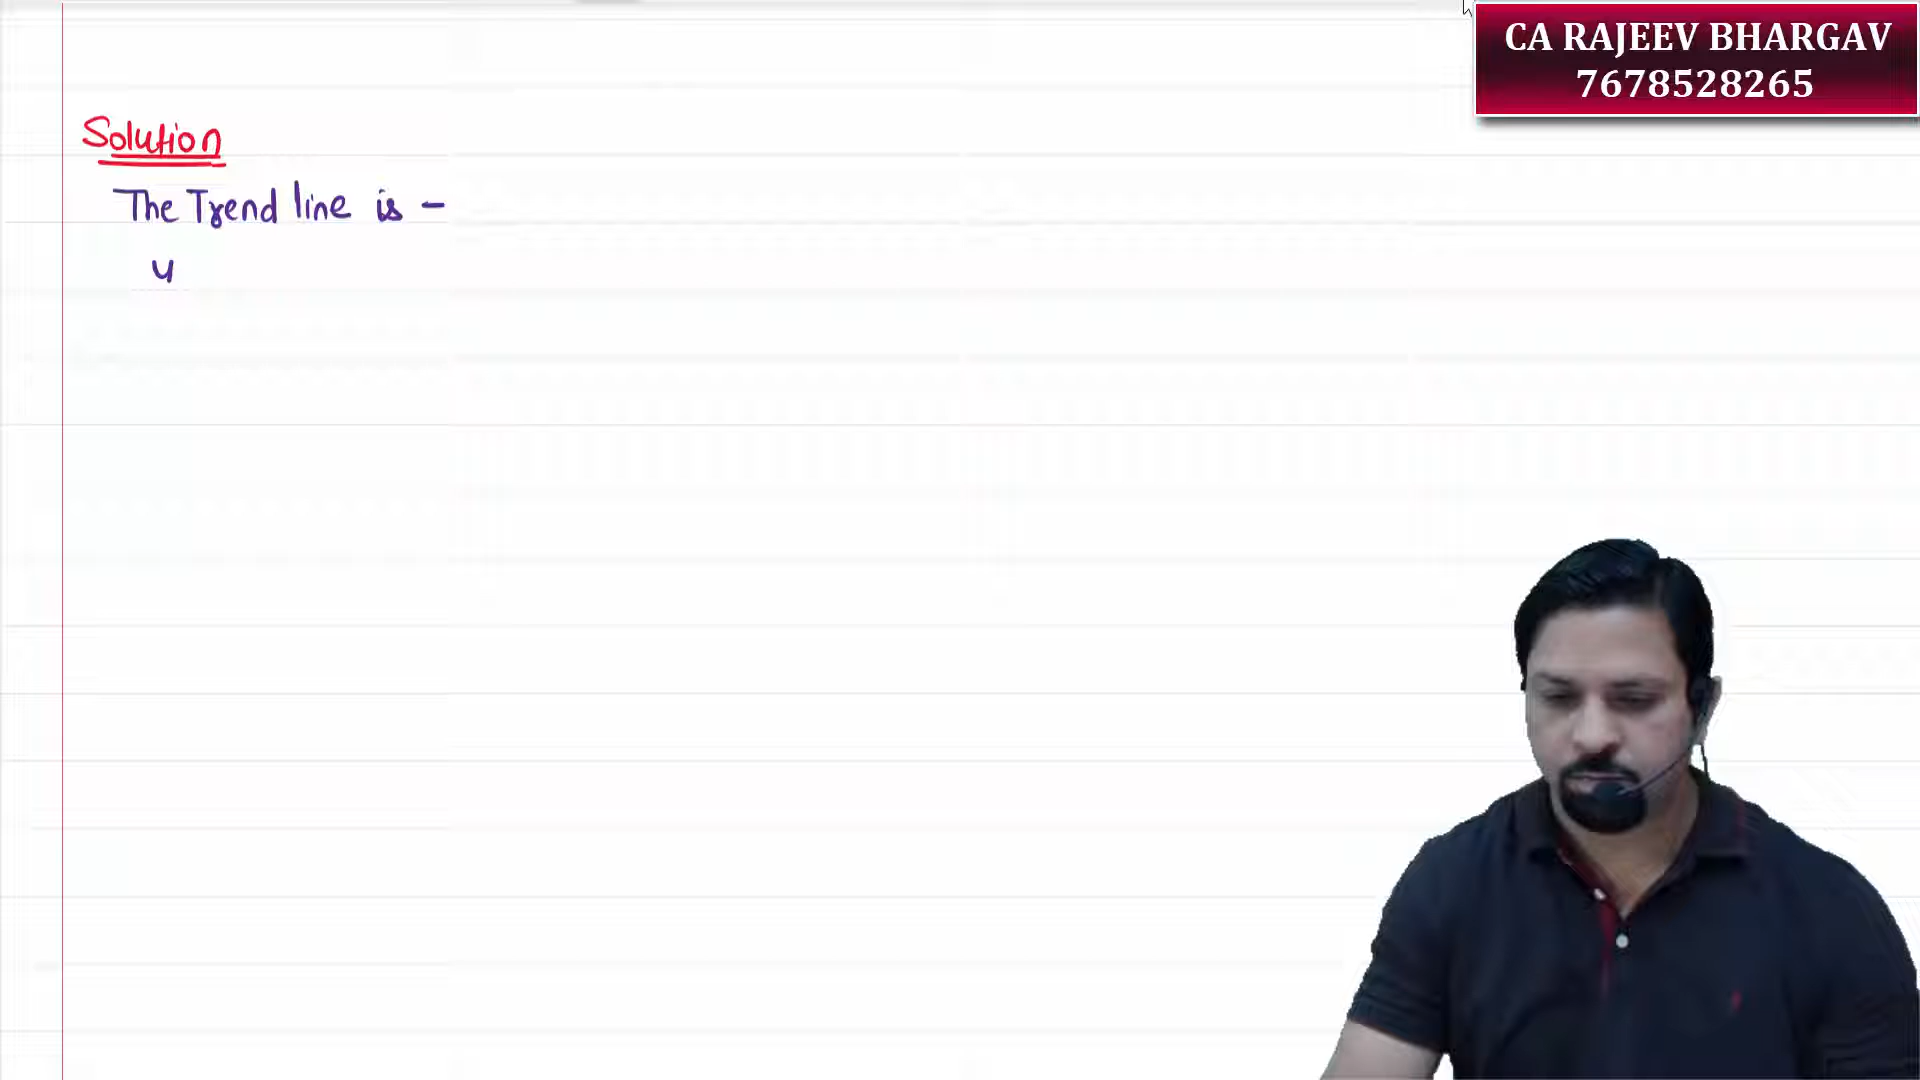 CA RAJEEV BHARGAV
7678528265
Solution
The Trend line is -
y